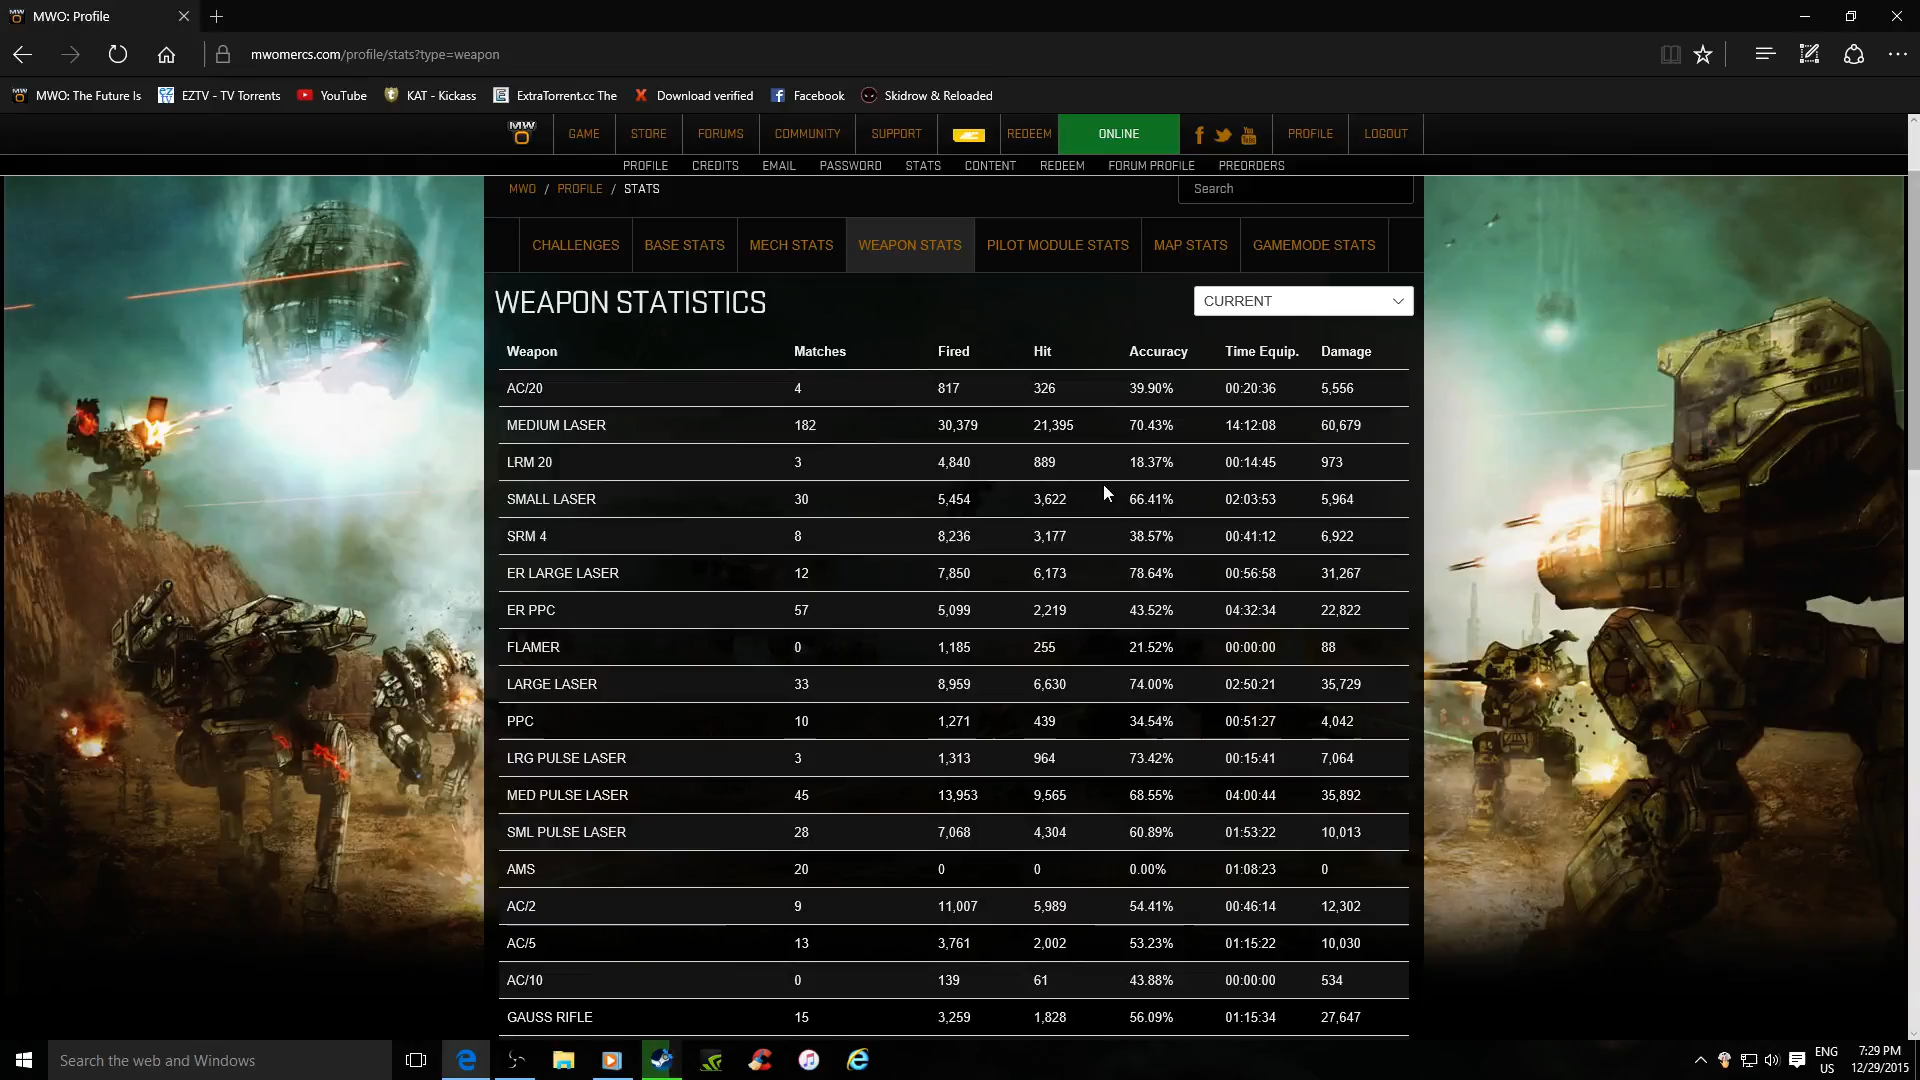 MWO: Profile
mwomercs.com/profile/stats?type=weapon
MWO: The Future Is EZTV - TV Torrents YouTube KAT - Kickass ExtraTorrent.cc The Download verified Facebook Skidrow & Reloaded
MW O GAME STORE FORUMS COMMUNITY SUPPORT MC REDEEM ONLINE PROFILE LOGOUT
PROFILE CREDITS EMAIL PASSWORD STATS CONTENT REDEEM FORUM PROFILE PREORDERS
MWO / PROFILE / STATS Search
CHALLENGES BASE STATS MECH STATS WEAPON STATS PILOT MODULE STATS MAP STATS GAMEMODE STATS
WEAPON STATISTICS CURRENT
Weapon Matches Fired Hit Accuracy Time Equip. Damage
AC/20 4 817 326 39.90% 00:20:36 5,556
MEDIUM LASER 182 30,379 21,395 70.43% 14:12:08 60,679
LRM 20 3 4,840 889 18.37% 00:14:45 973
SMALL LASER 30 5,454 3,622 66.41% 02:03:53 5,964
SRM 4 8 8,236 3,177 38.57% 00:41:12 6,922
ER LARGE LASER 12 7,850 6,173 78.64% 00:56:58 31,267
ER PPC 57 5,099 2,219 43.52% 04:32:34 22,822
FLAMER 0 1,185 255 21.52% 00:00:00 88
LARGE LASER 33 8,959 6,630 74.00% 02:50:21 35,729
PPC 10 1,271 439 34.54% 00:51:27 4,042
LRG PULSE LASER 3 1,313 964 73.42% 00:15:41 7,064
MED PULSE LASER 45 13,953 9,565 68.55% 04:00:44 35,892
SML PULSE LASER 28 7,068 4,304 60.89% 01:53:22 10,013
AMS 20 0 0 0.00% 01:08:23 0
AC/2 9 11,007 5,989 54.41% 00:46:14 12,302
AC/5 13 3,761 2,002 53.23% 01:15:22 10,030
AC/10 0 139 61 43.88% 00:00:00 534
GAUSS RIFLE 15 3,259 1,828 56.09% 01:15:34 27,647
Search the web and Windows ENG 7:29 PM
US 12/29/2015